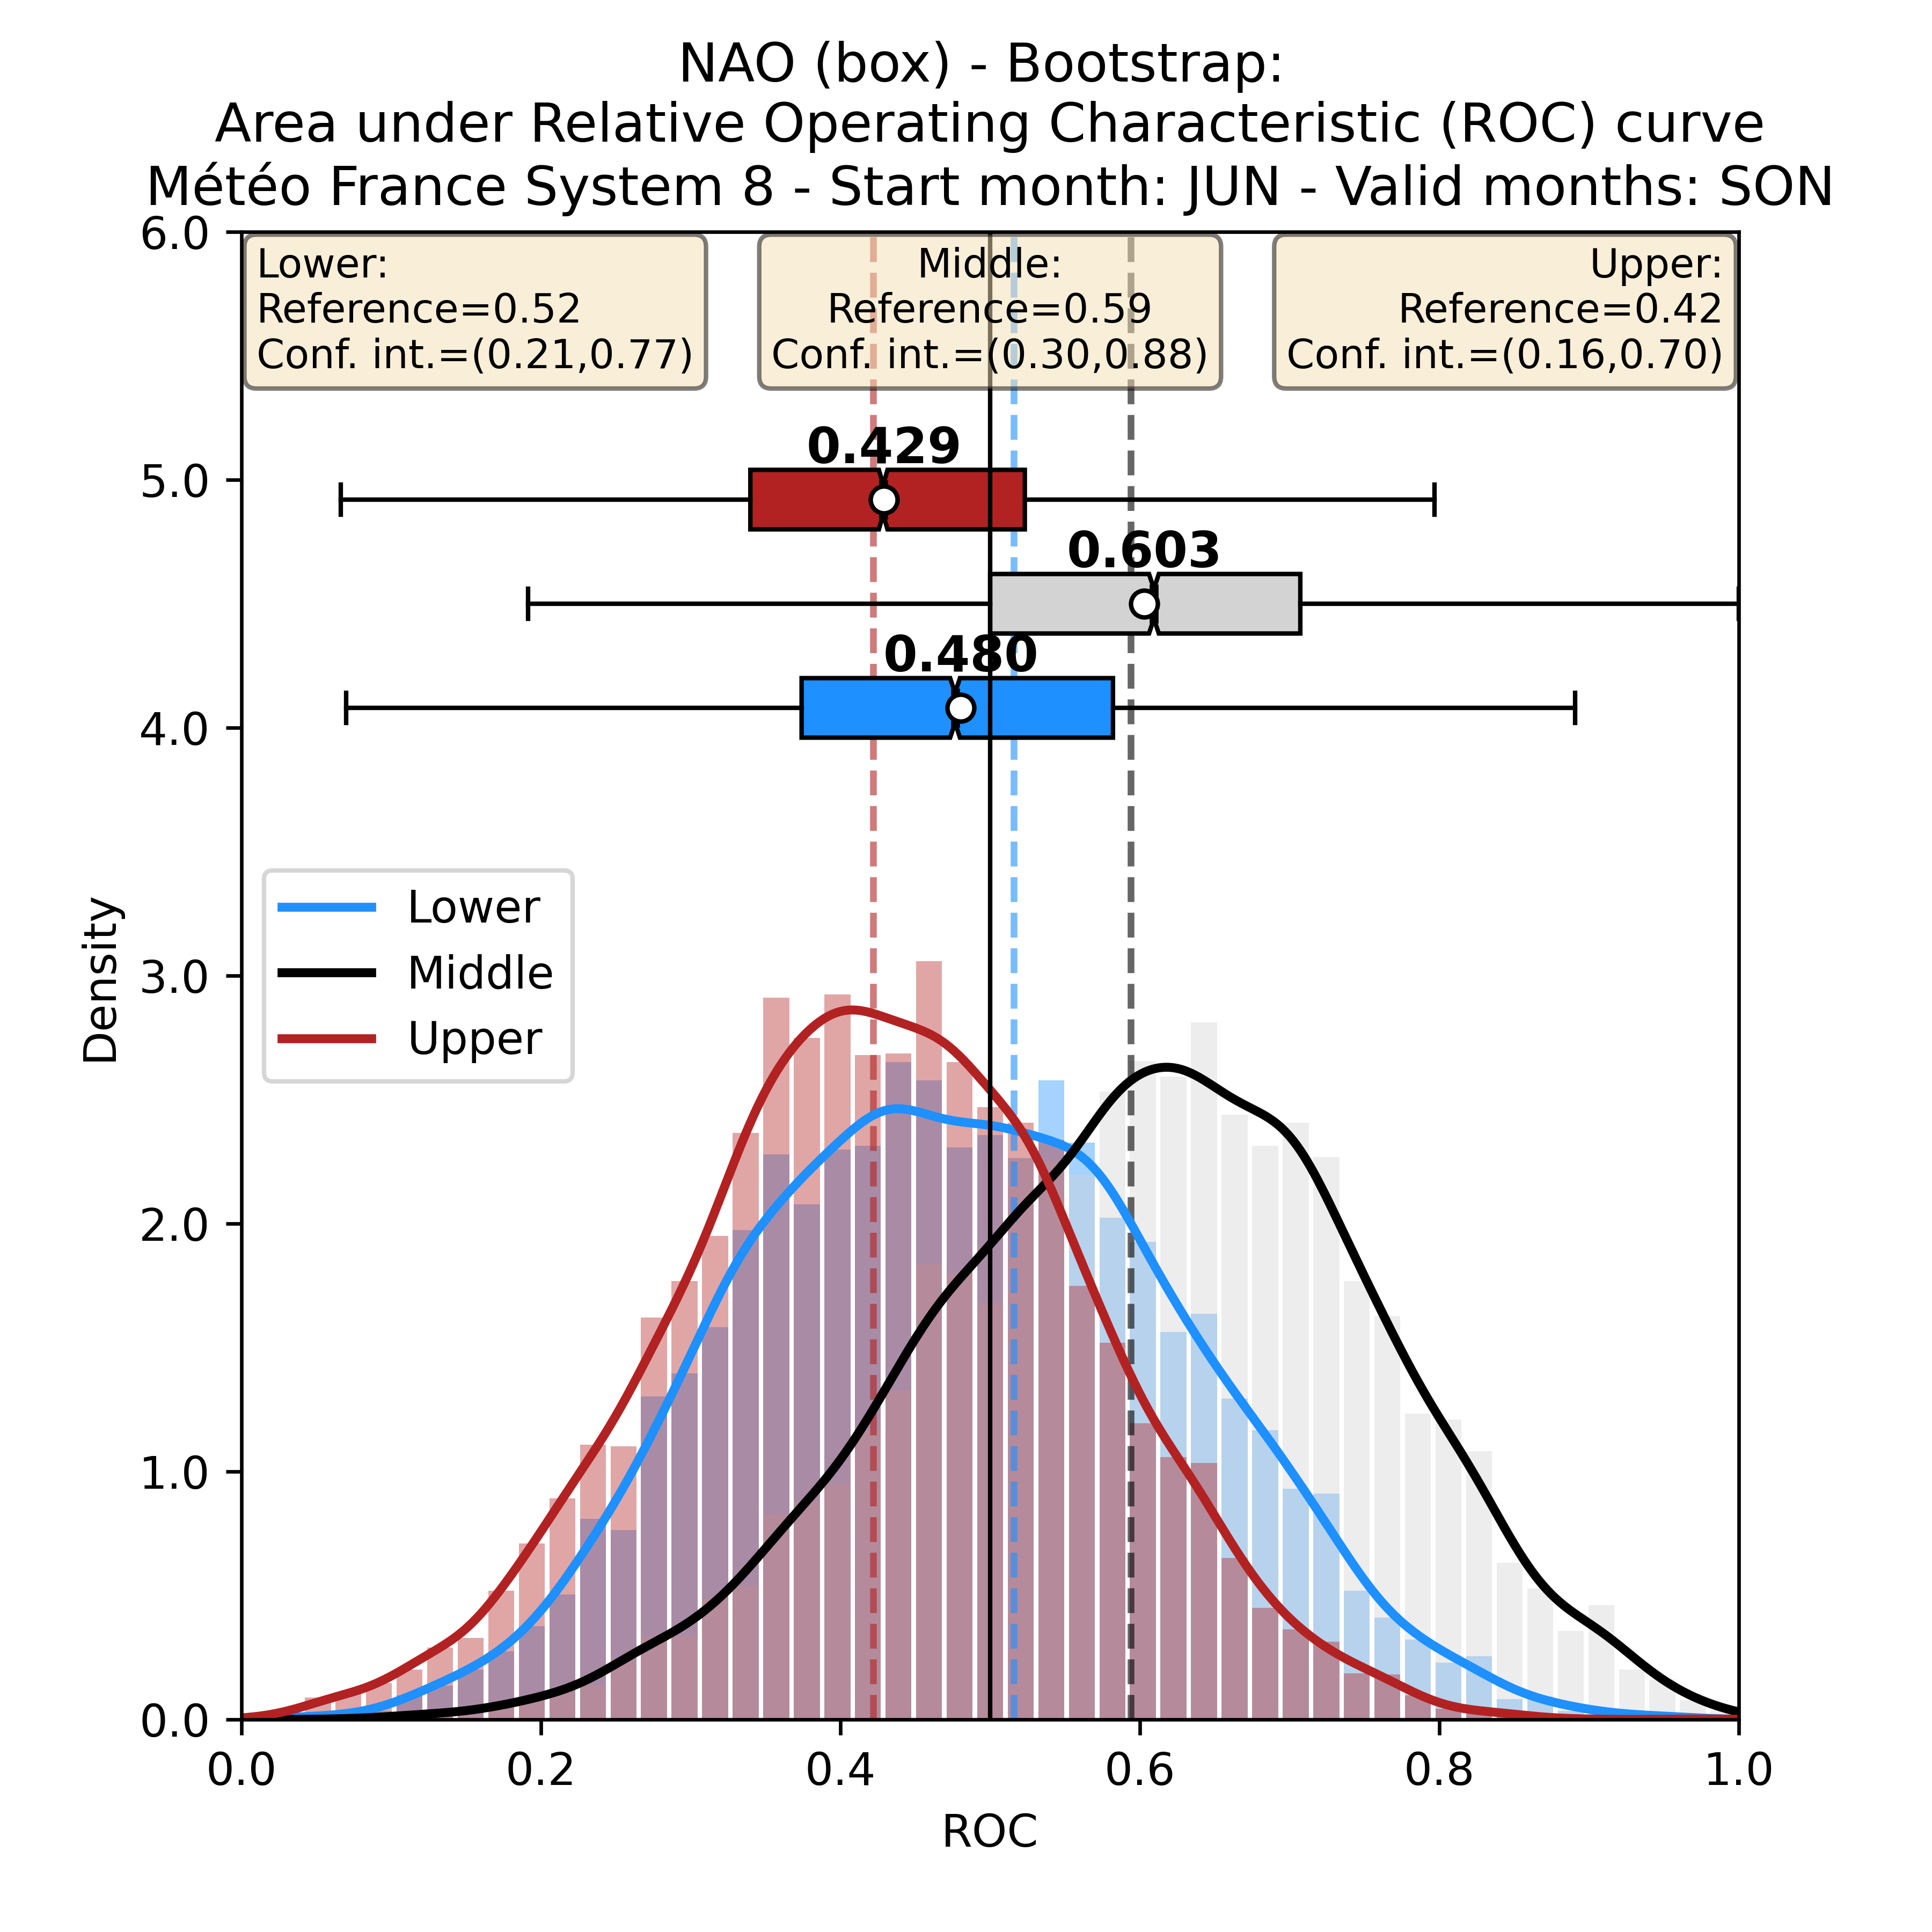 NAO (box) - Bootstrap:
Area under Relative Operating Characteristic (ROC) curve
Météo France System 8 - Start month: JUN - Valid months: SON
Lower:
Reference=0.52
Conf. int.=(0.21,0.77)
Middle:
Reference=0.59
Conf. int.=(0.30,0.88)
Upper:
Reference=0.42
Conf. int.=(0.16,0.70)
0.429
0.603
0.480
Lower
Middle
Upper
Density
6.0
5.0
4.0
3.0
2.0
1.0
0.0
0.0
0.2
0.4
0.6
0.8
1.0
ROC